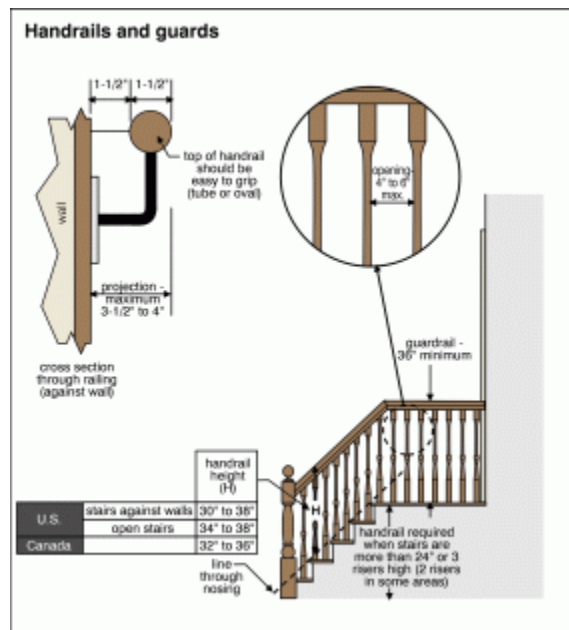 Handrails and guards
1-1/2" 1-1/2"
top of handrail
should be
easy to grip
(tube or oval)
wall
projection -
maximum
3-1/2" to 4"
cross section
through railing
(against wall)
opening-
4" to 6"
max.
guardrail -
36" minimum
handrail
height
(H)
U.S.
stairs against walls 30" to 38"
open stairs 34" to 38"
Canada 32" to 36"
H
line
through
nosing
handrail required
when stairs are
more than 24" or 3
risers high (2 risers
in some areas)